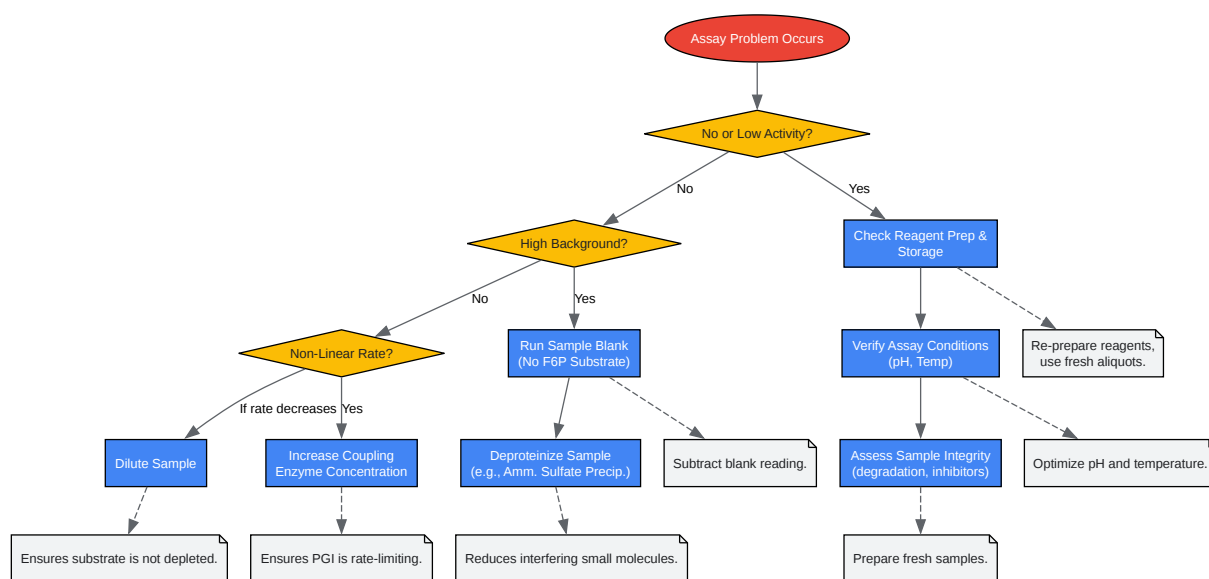 Assay Problem Occurs
No or Low Activity?
No
Yes
High Background?
Check Reagent Prep &
Storage
No
Yes
Non-Linear Rate?
Run Sample Blank
(No F6P Substrate)
Verify Assay Conditions
(pH, Temp)
Re-prepare reagents,
use fresh aliquots.
If rate decreases
Yes
Dilute Sample
Increase Coupling
Enzyme Concentration
Deproteinize Sample
(e.g., Amm. Sulfate Precip.)
Subtract blank reading.
Assess Sample Integrity
(degradation, inhibitors)
Optimize pH and temperature.
Ensures substrate is not depleted.
Ensures PGI is rate-limiting.
Reduces interfering small molecules.
Prepare fresh samples.